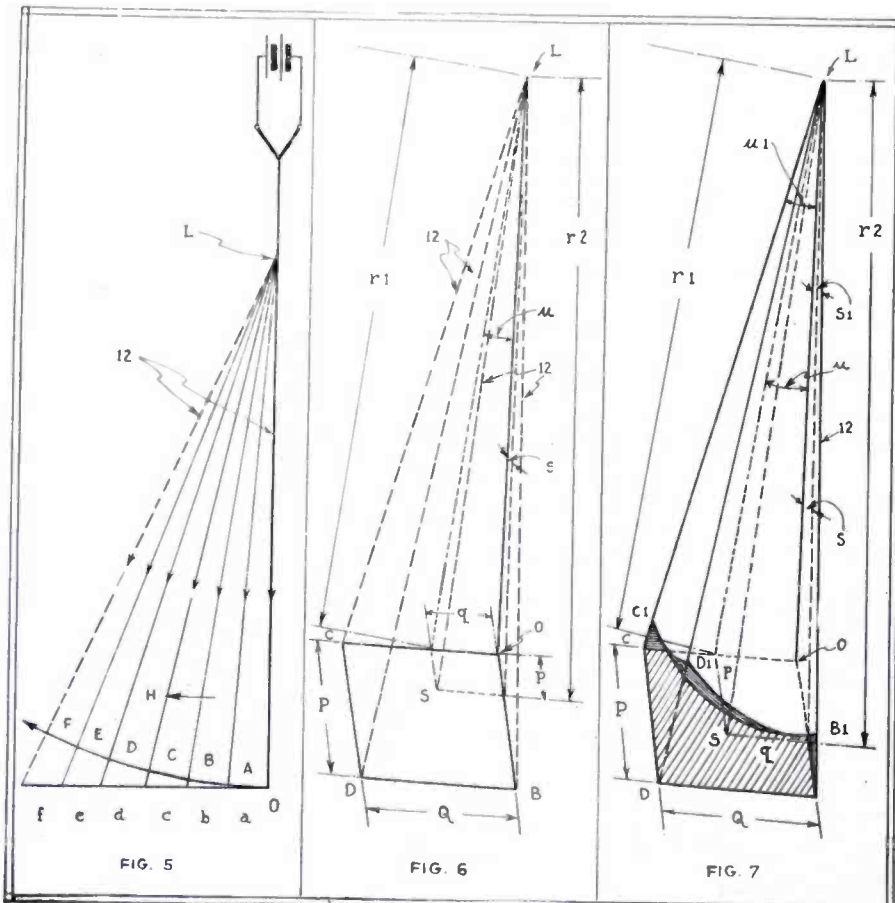 L
12
H
F E D C B A
O
f e d c b a
FIG. 5
L
r1
r2
12
u
12
S
q
C
O
P
P
S
D
B
Q
FIG. 6
L
u1
r1
r2
S1
u
12
S
C1
C
O
D1
P
P
B1
S
q
D
Q
FIG. 7